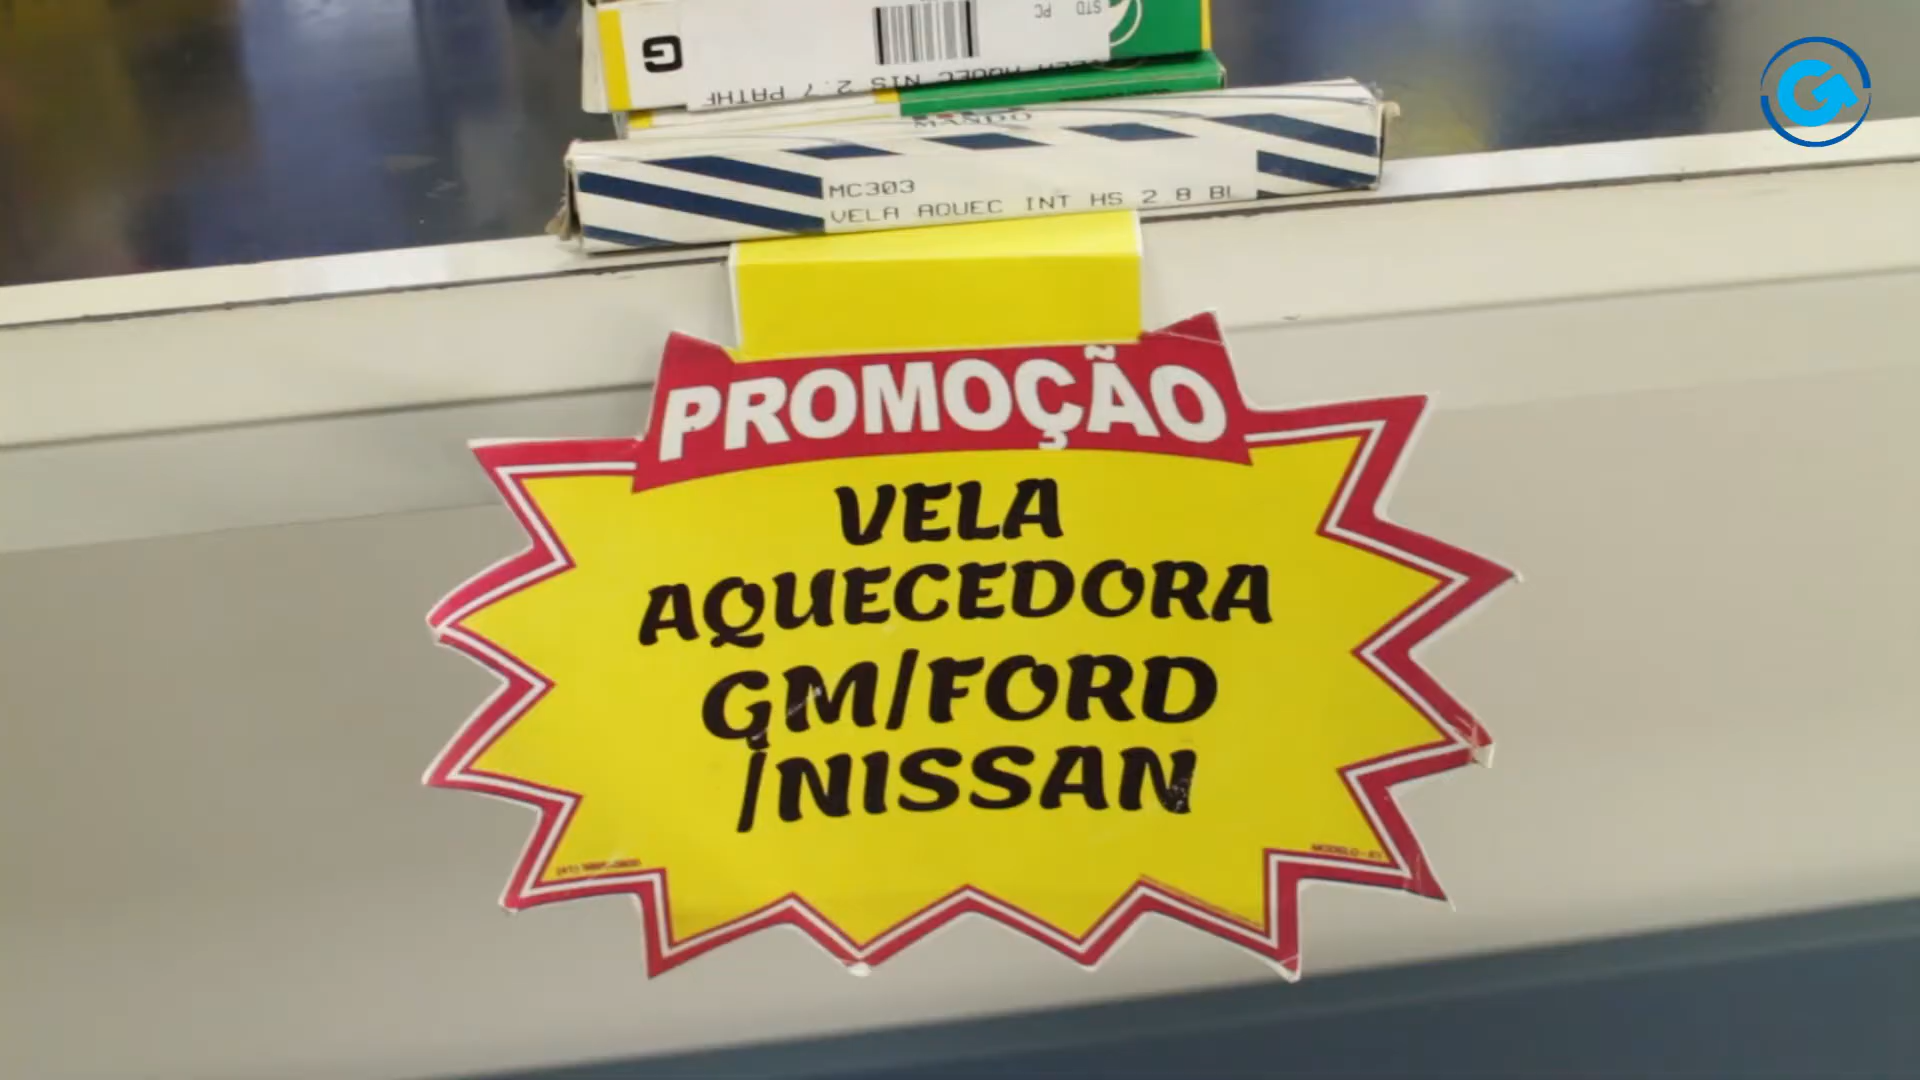 STD PC
G
AQUEC NIS 2.7 PATHF
MANDO
MC303
VELA AQUEC INT HS 2 8 BL
PROMOÇÃO
VELA
AQUECEDORA
GM/FORD
/NISSAN